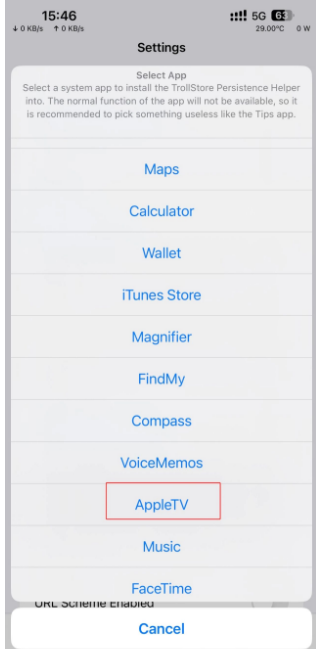 15:46
5G 63
↓ 0 KB/s ↑ 0 KB/s
29.00°C 0 W
Settings
Select App
Select a system app to install the TrollStore Persistence Helper
into. The normal function of the app will not be available, so it
is recommended to pick something useless like the Tips app.
Maps
Calculator
Wallet
iTunes Store
Magnifier
FindMy
Compass
VoiceMemos
AppleTV
Music
FaceTime
URL Scheme Enabled
Cancel